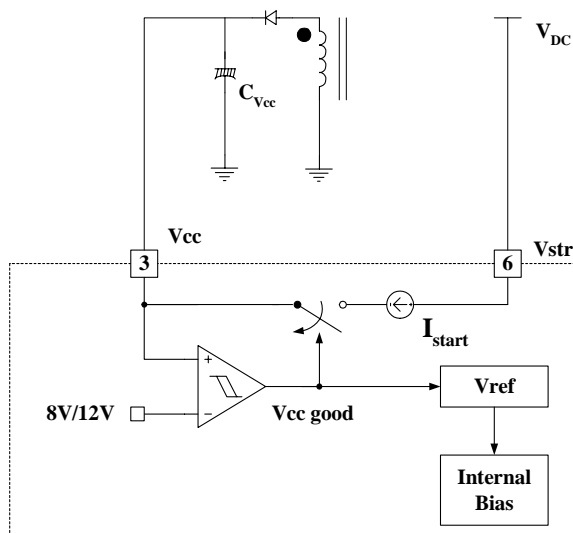 V_DC
C_Vcc
Vcc
Vstr
3
6
I_start
+
8V/12V
−
Vcc good
Vref
Internal
Bias